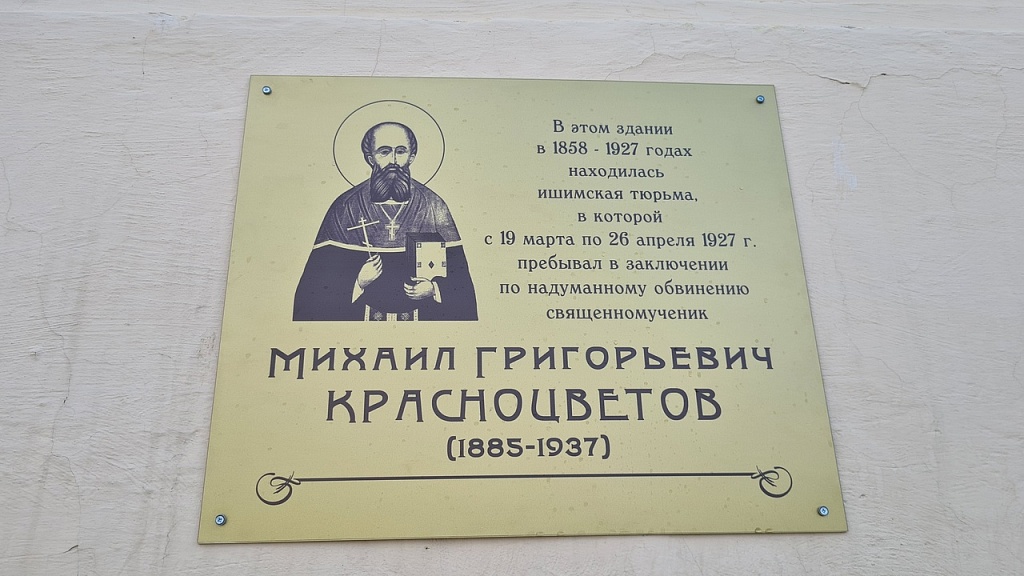 В этом здании
в 1858 - 1927 годах
находилась
ишимская тюрьма,
в которой
с 19 марта по 26 апреля 1927 г.
пребывал в заключении
по надуманному обвинению
священномученик
МИХАИЛ ГРИГОРЬЕВИЧ
КРАСНОЦВЕТОВ
(1885-1937)